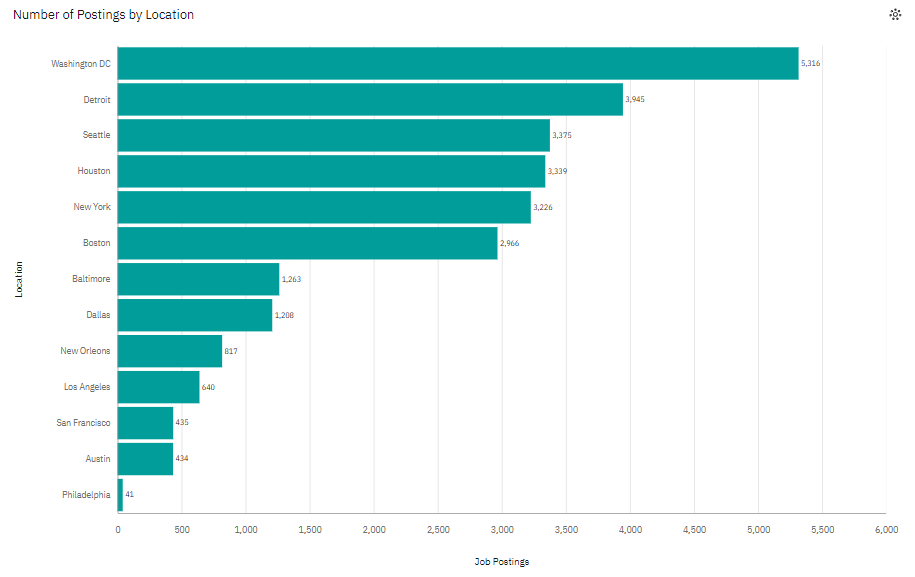 Number of Postings by Location
Washington DC 5,316
Detroit 3,945
Seattle 3,375
Houston 3,339
New York 3,226
Boston 2,966
Baltimore 1,263
Location
Dallas 1,208
New Orleons 817
Los Angeles 640
San Francisco 435
Austin 434
Philadelphia 41
0 500 1,000 1,500 2,000 2,500 3,000 3,500 4,000 4,500 5,000 5,500 6,000
Job Postings